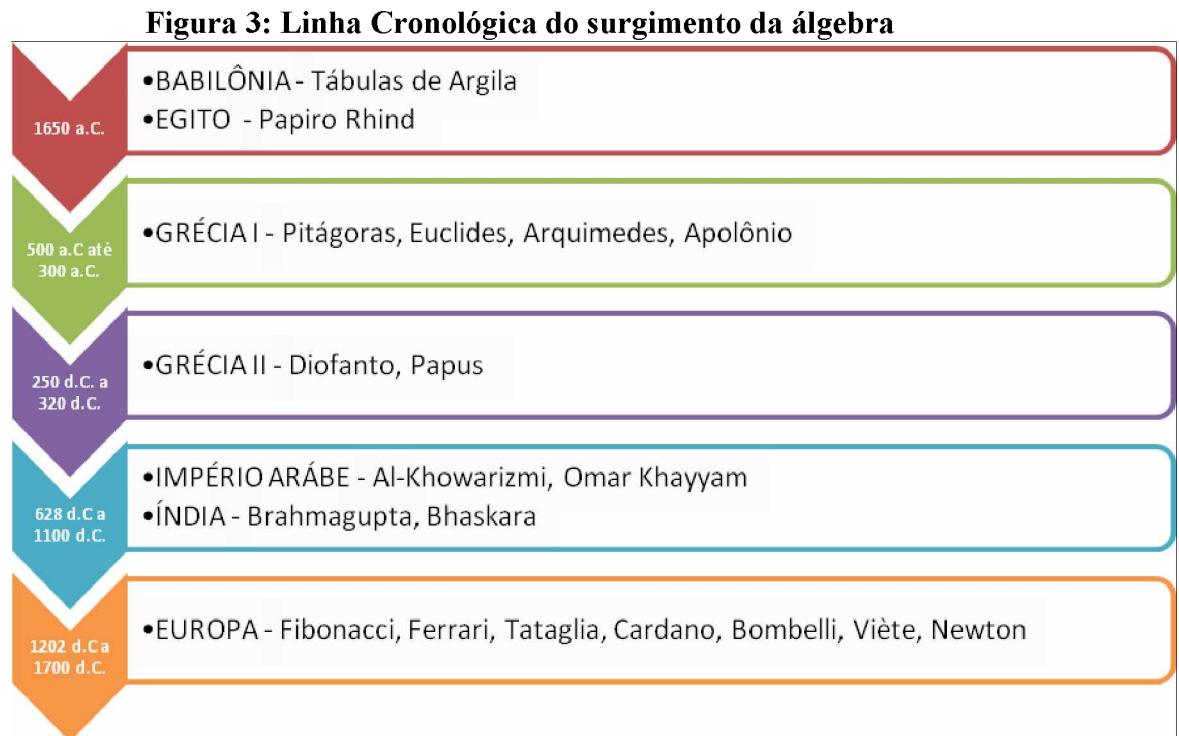 Figura 3: Linha Cronológica do surgimento da álgebra
1650 a.C.
•BABILÔNIA - Tábulas de Argila
•EGITO - Papiro Rhind
500 a.C até
300 a.C.
•GRÉCIA I - Pitágoras, Euclides, Arquimedes, Apolônio
250 d.C. a
320 d.C.
•GRÉCIA II - Diofanto, Papus
628 d.C a
1100 d.C.
•IMPÉRIO ARÁBE - Al-Khowarizmi, Omar Khayyam
•ÍNDIA - Brahmagupta, Bhaskara
1202 d.C a
1700 d.C.
•EUROPA - Fibonacci, Ferrari, Tataglia, Cardano, Bombelli, Viète, Newton